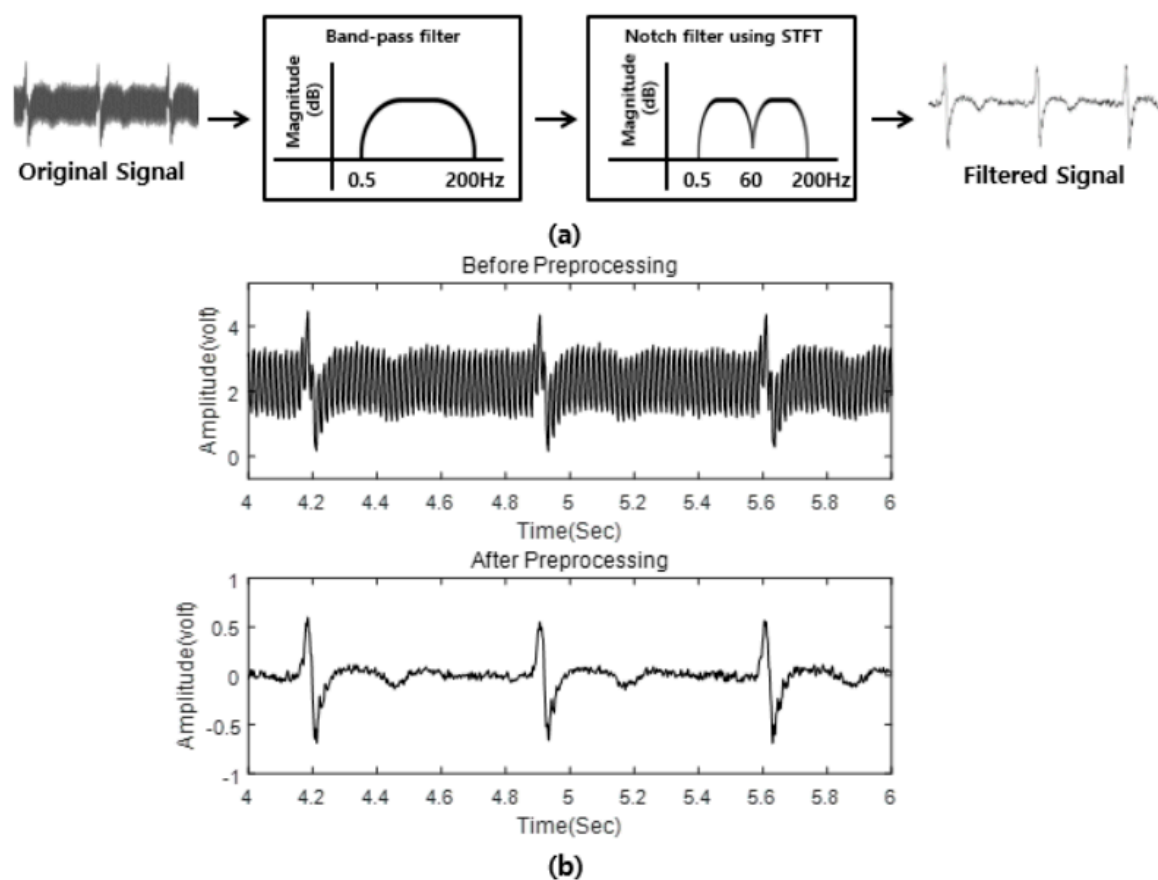 Band-pass filter
Magnitude
(dB)
0.5 200Hz
Notch filter using STFT
Magnitude
(dB)
0.5 60 200Hz
Original Signal
Filtered Signal
(a)
Before Preprocessing
Amplitude(volt)
4
2
0
4 4.2 4.4 4.6 4.8 5 5.2 5.4 5.6 5.8 6
Time(Sec)
After Preprocessing
Amplitude(volt)
1
0.5
0
-0.5
-1
4 4.2 4.4 4.6 4.8 5 5.2 5.4 5.6 5.8 6
Time(Sec)
(b)